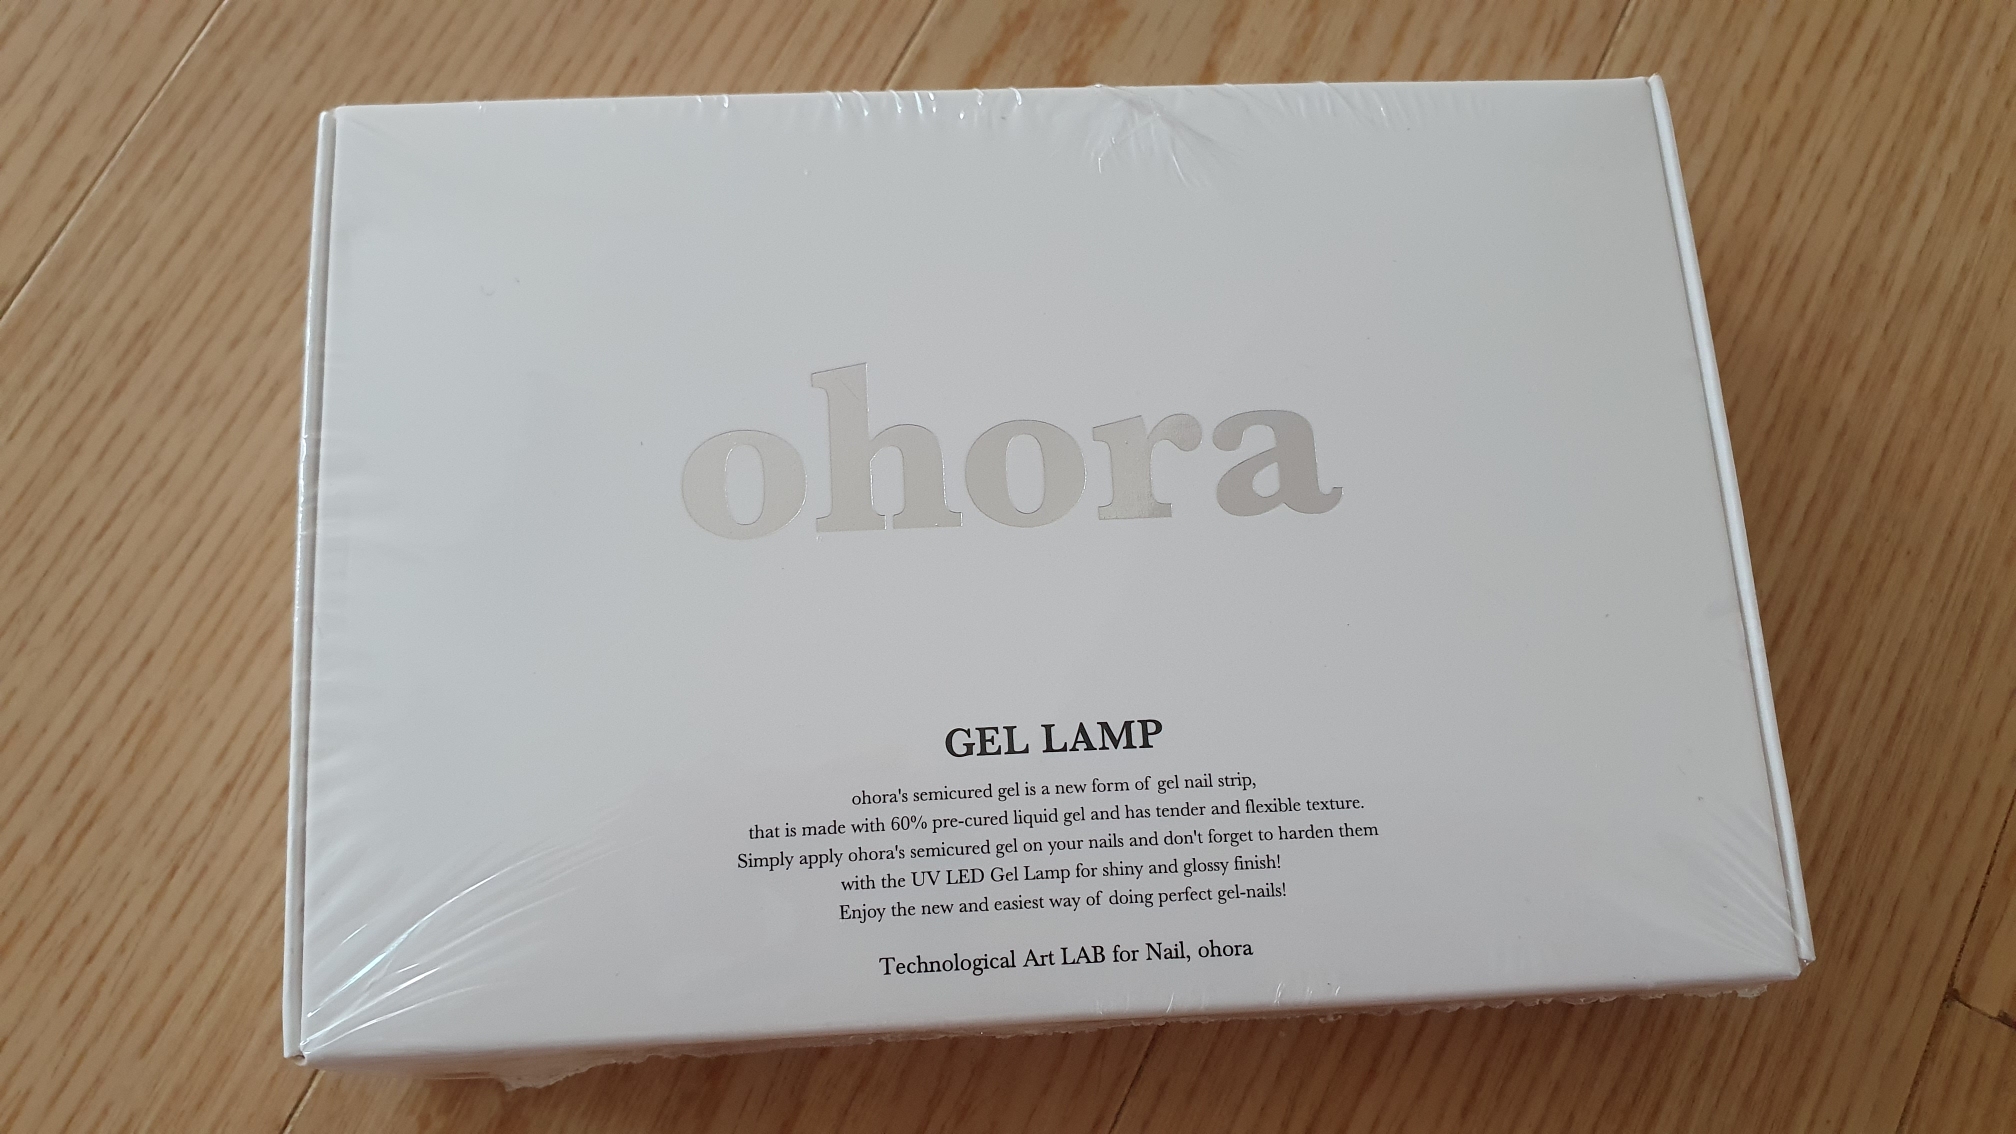 ohora
GEL LAMP
ohora's semicured gel is a new form of gel nail strip,
that is made with 60% pre-cured liquid gel and has tender and flexible texture.
Simply apply ohora's semicured gel on your nails and don't forget to harden them
with the UV LED Gel Lamp for shiny and glossy finish!
Enjoy the new and easiest way of doing perfect gel-nails!
Technological Art LAB for Nail, ohora